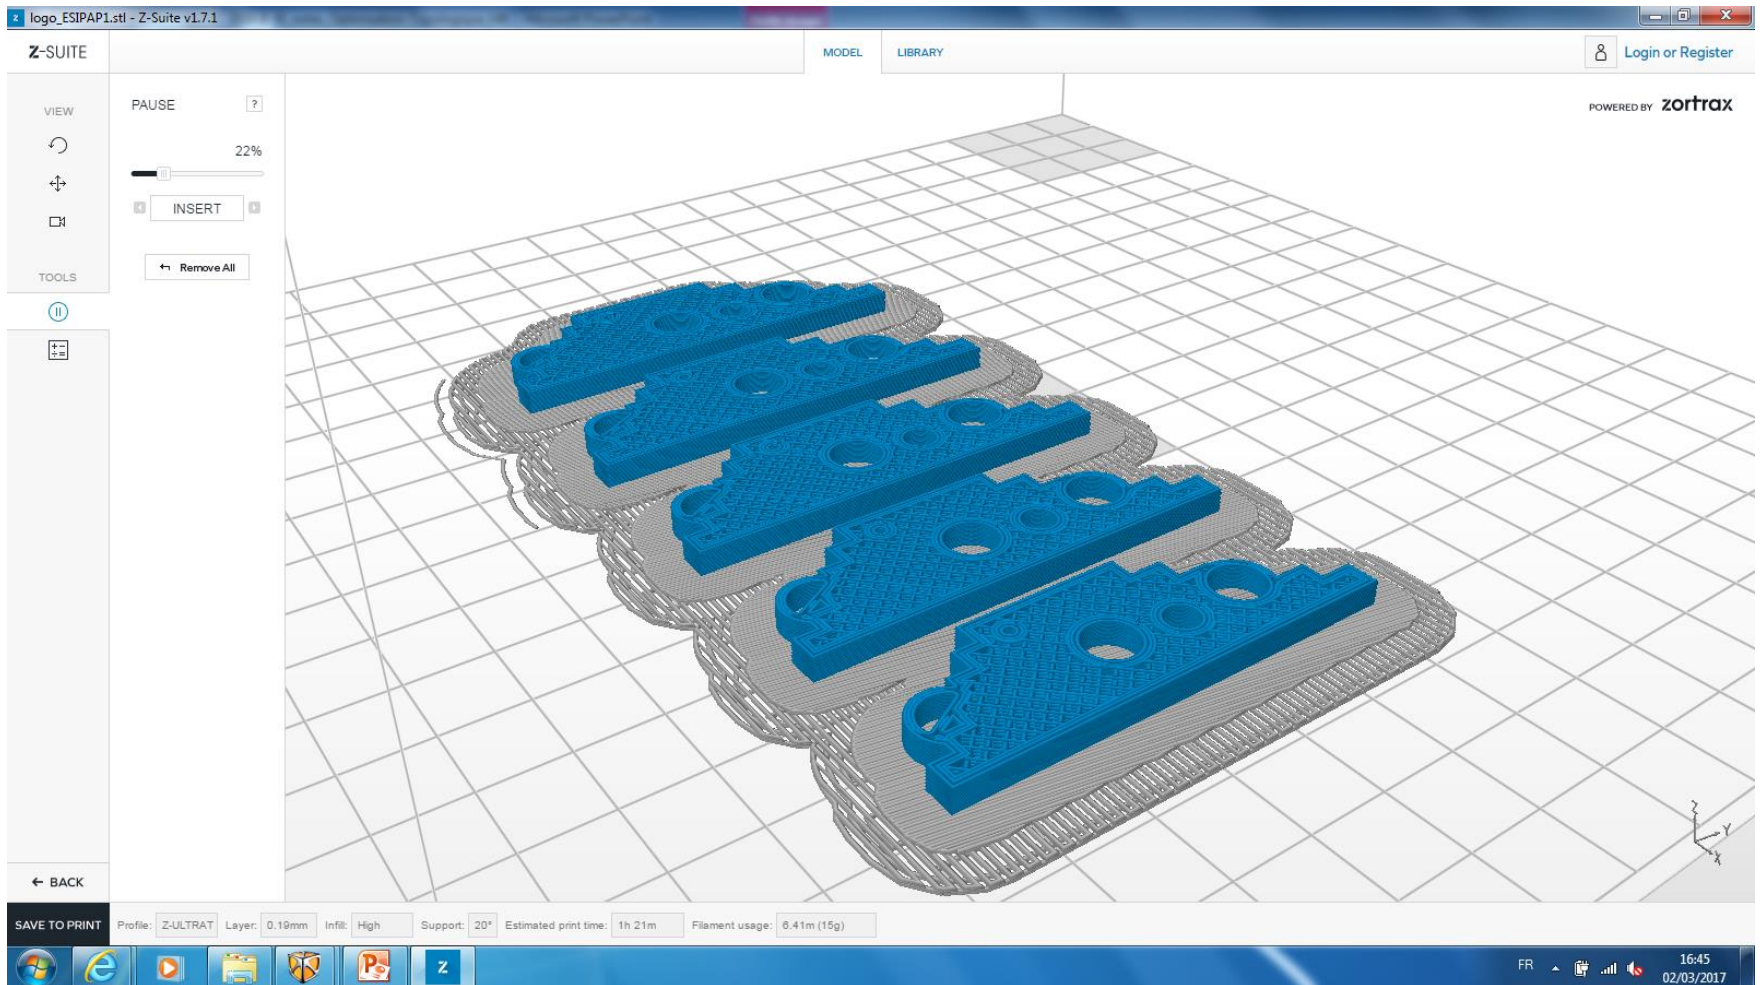 logo_ESIPAP1.stl - Z-Suite v1.7.1
Z-SUITE
MODEL
LIBRARY
Login or Register
POWERED BY zortrax
VIEW
PAUSE
?
22%
INSERT
Remove All
TOOLS
Z
Y
X
BACK
SAVE TO PRINT
Profile: Z-ULTRAT Layer: 0.19mm Infill: High Support: 20° Estimated print time: 1h 21m Filament usage: 6.41m (15g)
Z
FR
16:45
02/03/2017